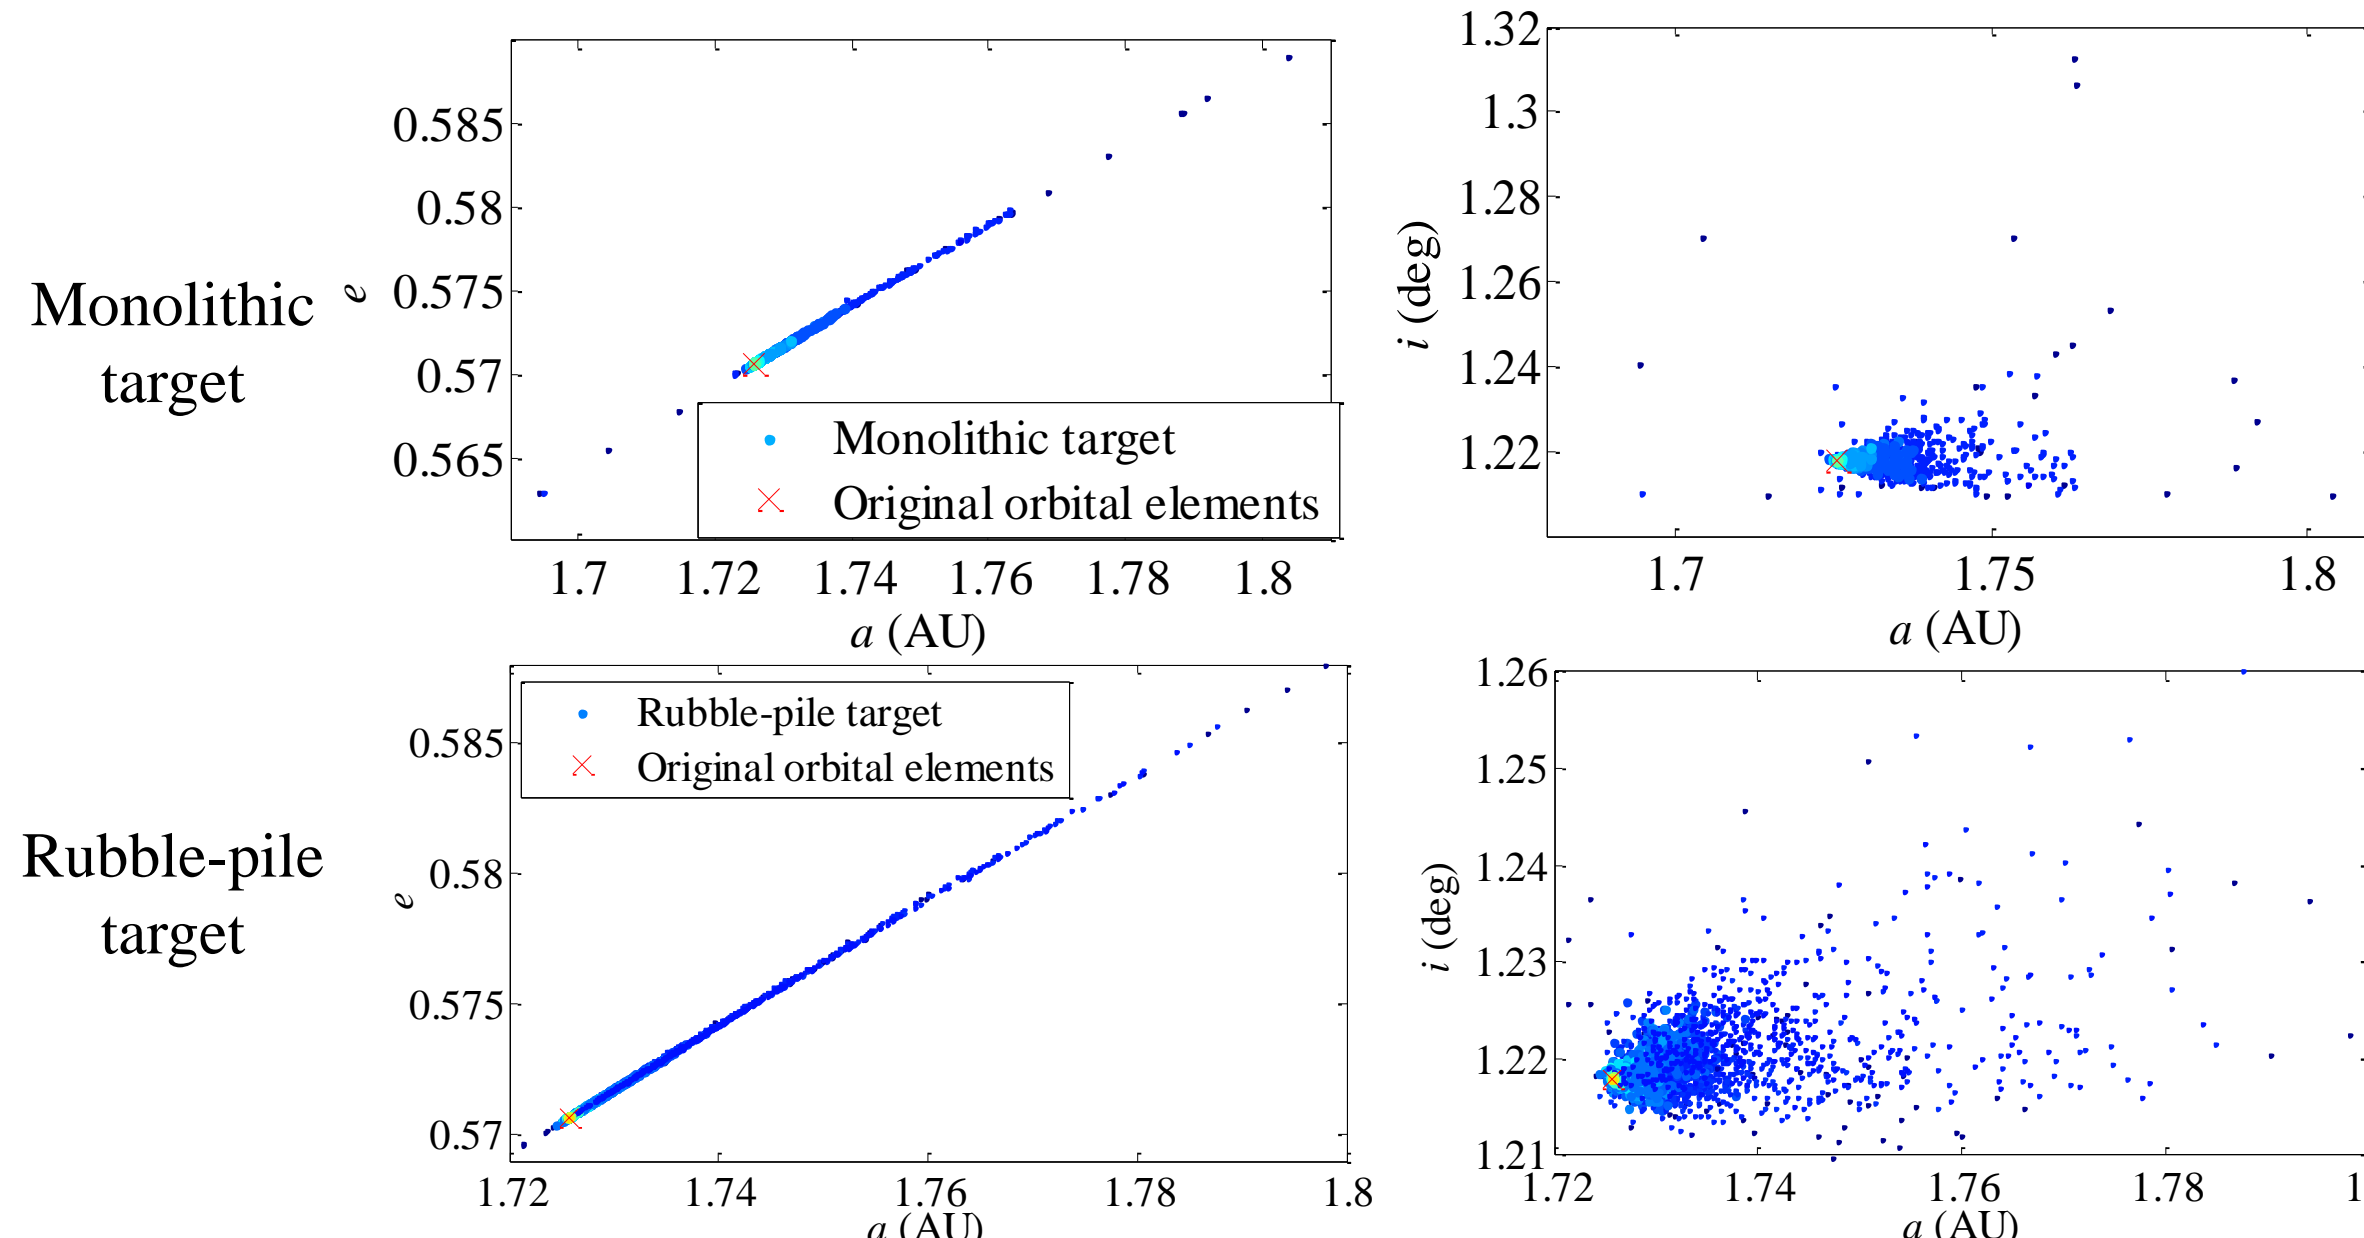 Monolithic
target
e
0.585
0.58
0.575
0.57
0.565
Monolithic target
Original orbital elements
1.7 1.72 1.74 1.76 1.78 1.8
a (AU)
i (deg)
1.32
1.3
1.28
1.26
1.24
1.22
1.7 1.75 1.8
a (AU)
Rubble-pile
target
e
0.585
0.58
0.575
0.57
Rubble-pile target
Original orbital elements
1.72 1.74 1.76 1.78 1.8
a (AU)
i (deg)
1.26
1.25
1.24
1.23
1.22
1.21
1.72 1.74 1.76 1.78
a (AU)